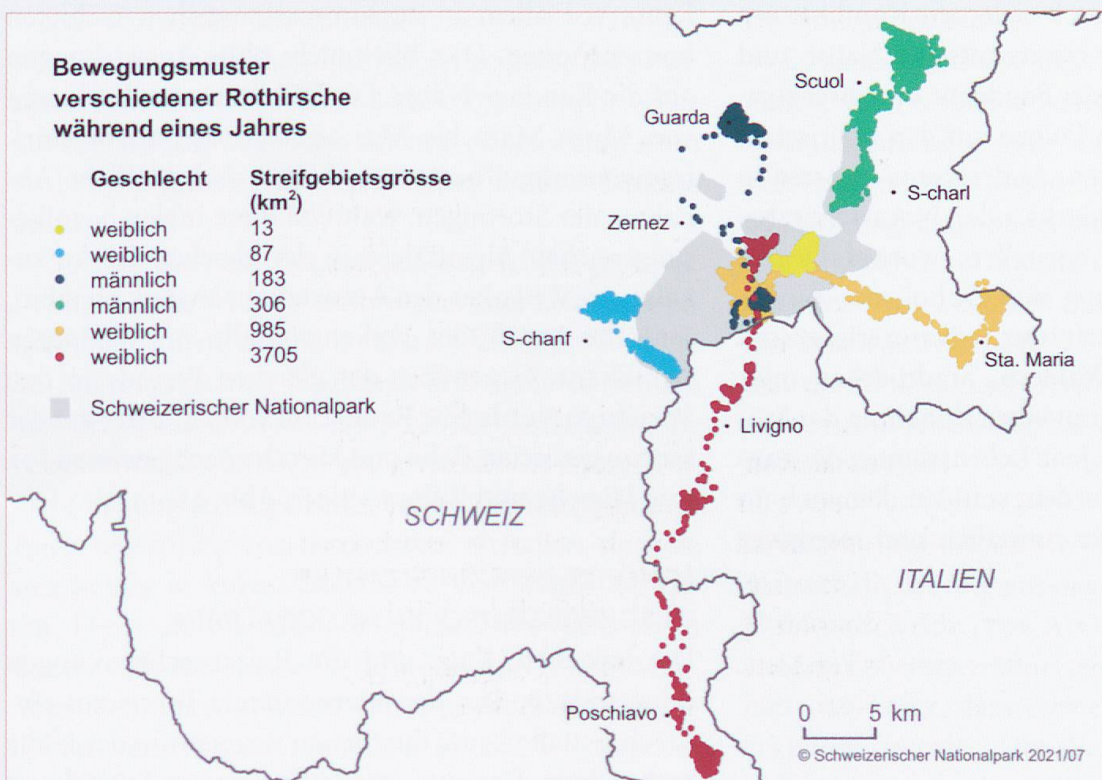 Bewegungsmuster
verschiedener Rothirsche
während eines Jahres
Geschlecht Streifgebietsgrösse
(km²)
weiblich 13
weiblich 87
männlich 183
männlich 306
weiblich 985
weiblich 3705
Schweizerischer Nationalpark
Scuol
Guarda
S-charl
Zernez
S-chanf
Sta. Maria
Livigno
SCHWEIZ
ITALIEN
Poschiavo
0 5 km
© Schweizerischer Nationalpark 2021/07